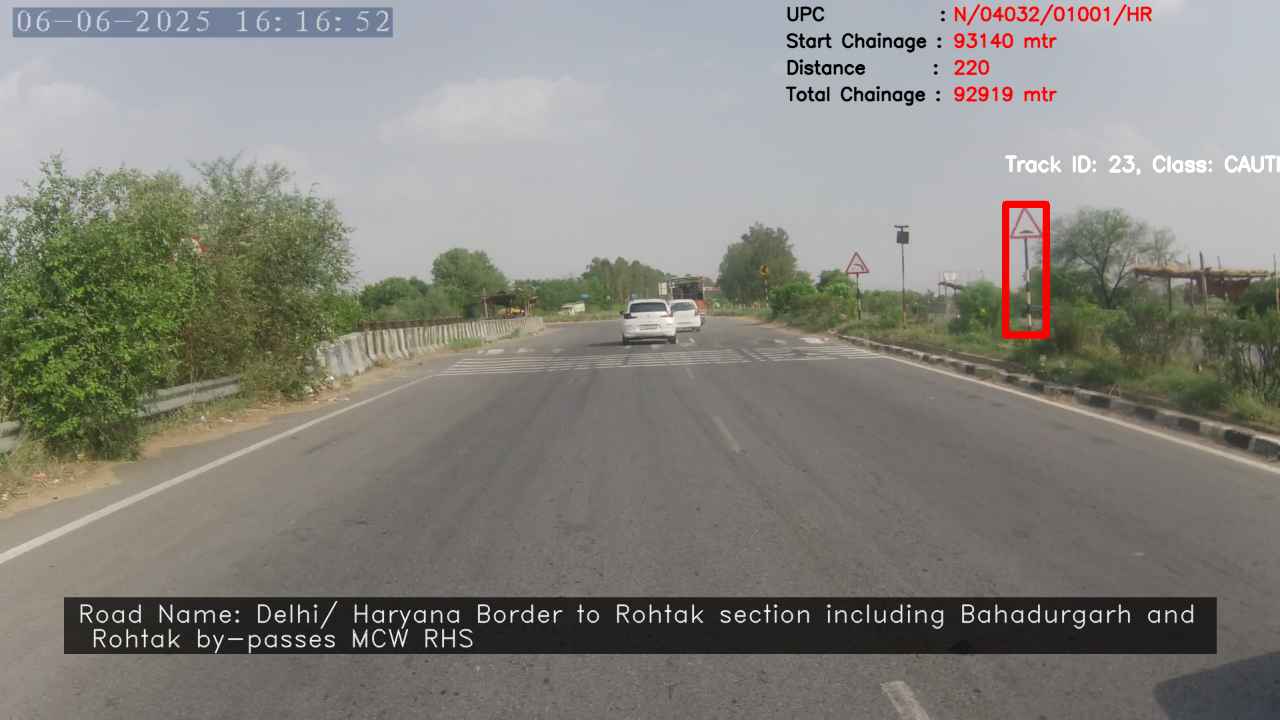 06-06-2025 16:16:52
UPC : N/04032/01001/HR
Start Chainage : 93140 mtr
Distance : 220
Total Chainage : 92919 mtr
Track ID: 23, Class: CAUTI
Road Name: Delhi/ Haryana Border to Rohtak section including Bahadurgarh and
Rohtak by-passes MCW RHS